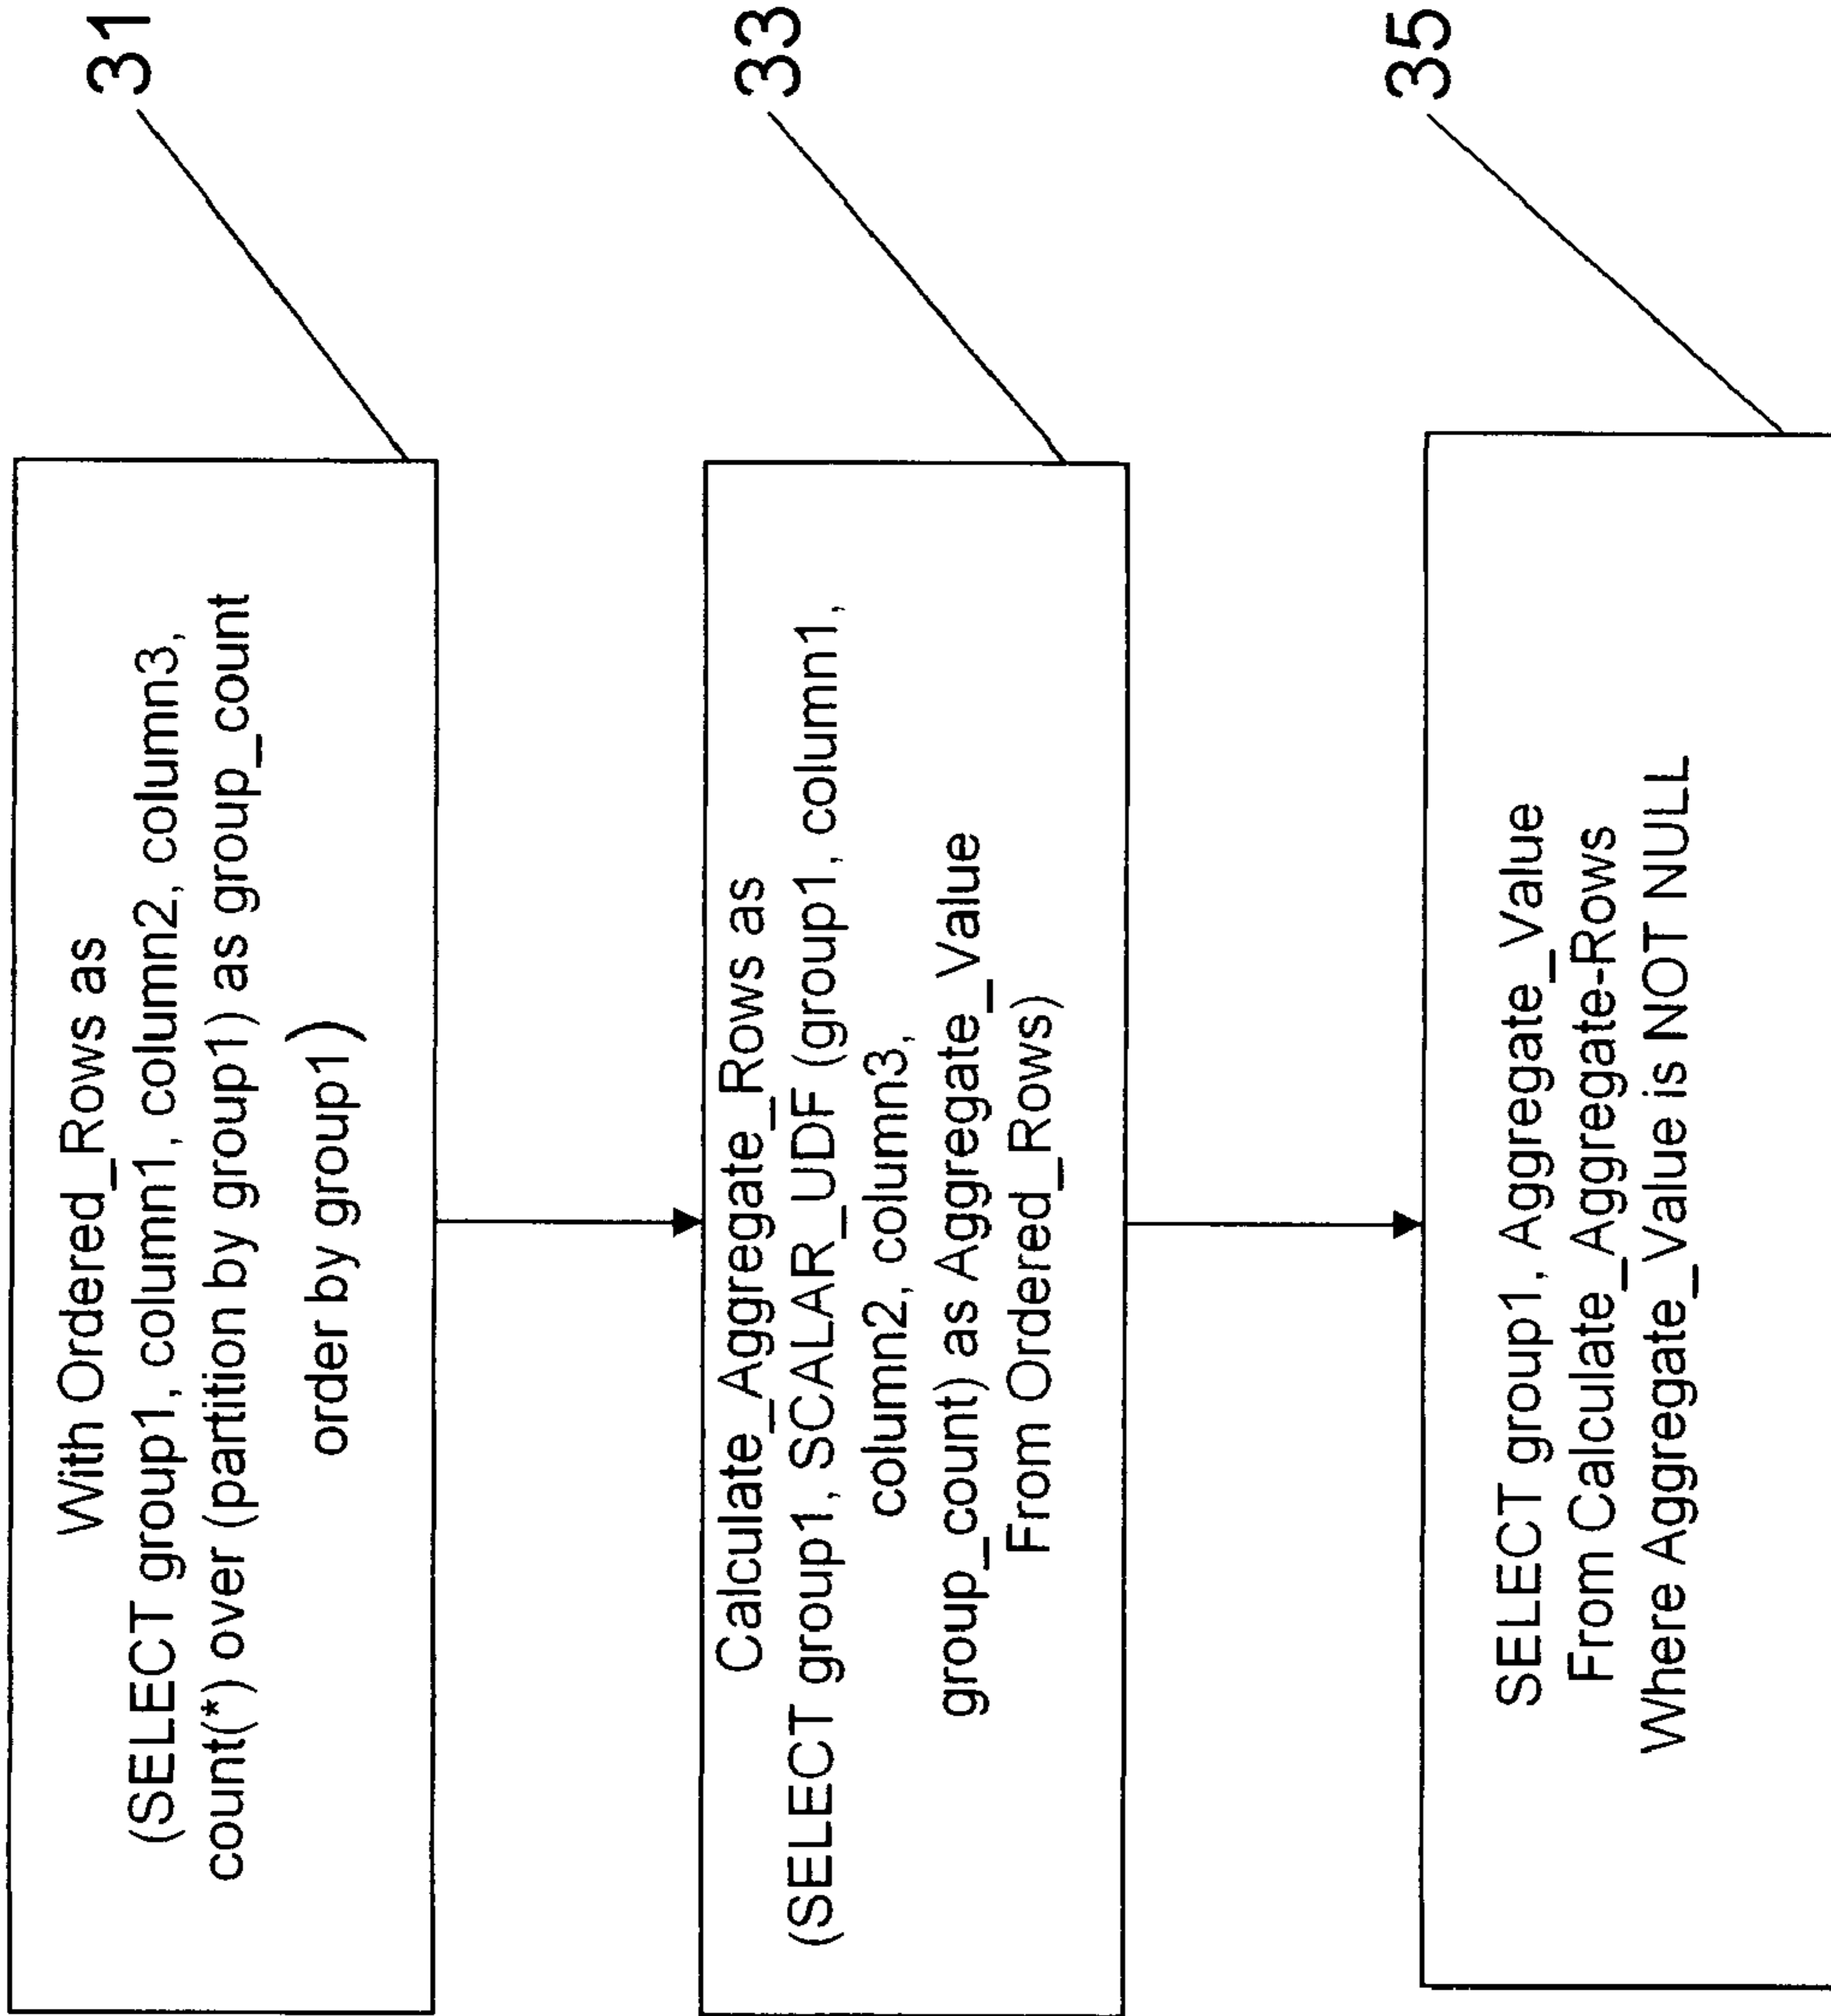 With Ordered_Rows as
(SELECT group1, column1, column2, column3,
count(*) over (partition by group1) as group_count
order by group1)
31
Calculate_Aggregate_Rows as
(SELECT group1, SCALAR_UDF (group1, column1,
column2, column3,
group_count) as Aggregate_Value
From Ordered_Rows)
33
SELECT group1, Aggregate_Value
From Calculate_Aggregate-Rows
Where Aggregate_Value is NOT NULL
35